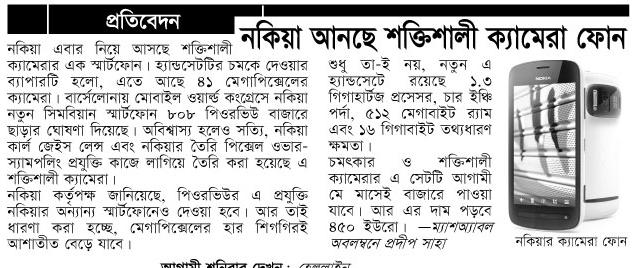 প্রতিবেদন
নকিয়া আনছে শক্তিশালী ক্যামেরা ফোন
নকিয়া এবার নিয়ে আসছে শক্তিশালী
ক্যামেরার এক স্মার্টফোন। হ্যান্ডসেটটির চমকে দেওয়ার
ব্যাপারটি হলো, এতে আছে ৪১ মেগাপিক্সেলের
ক্যামেরা। বার্সেলোনায় মোবাইল ওয়ার্ল্ড কংগ্রেসে নকিয়া
নতুন সিমবিয়ান স্মার্টফোন ৮০৮ পিওরভিউ বাজারে
ছাড়ার ঘোষণা দিয়েছে। অবিশ্বাস্য হলেও সত্যি, নকিয়া
কার্ল জেইস লেন্স এবং নকিয়ার তৈরি পিক্সেল ওভার-
স্যামপলিং প্রযুক্তি কাজে লাগিয়ে তৈরি করা হয়েছে এ
শক্তিশালী ক্যামেরা।
নকিয়া কর্তৃপক্ষ জানিয়েছে, পিওরভিউর এ প্রযুক্তি
নকিয়ার অন্যান্য স্মার্টফোনেও দেওয়া হবে। আর তাই
ধারণা করা হচ্ছে, মেগাপিক্সেলের হার শিগগিরই
আশাতীত বেড়ে যাবে।
শুধু তা-ই নয়, নতুন এ
হ্যান্ডসেটে রয়েছে ১.৩
গিগাহার্টজ প্রসেসর, চার ইঞ্চি
পর্দা, ৫১২ মেগাবাইট র‍্যাম
এবং ১৬ গিগাবাইট তথ্যধারণ
ক্ষমতা।
চমৎকার ও শক্তিশালী
ক্যামেরার এ সেটটি আগামী
মে মাসেই বাজারে পাওয়া
যাবে। আর এর দাম পড়বে
৪৫০ ইউরো। —ম্যাশঅ্যাবল
অবলম্বনে প্রদীপ সাহা
NOKIA
নকিয়ার ক্যামেরা ফোন
আগামী শনিবার দেখুন : হেলথলাইন